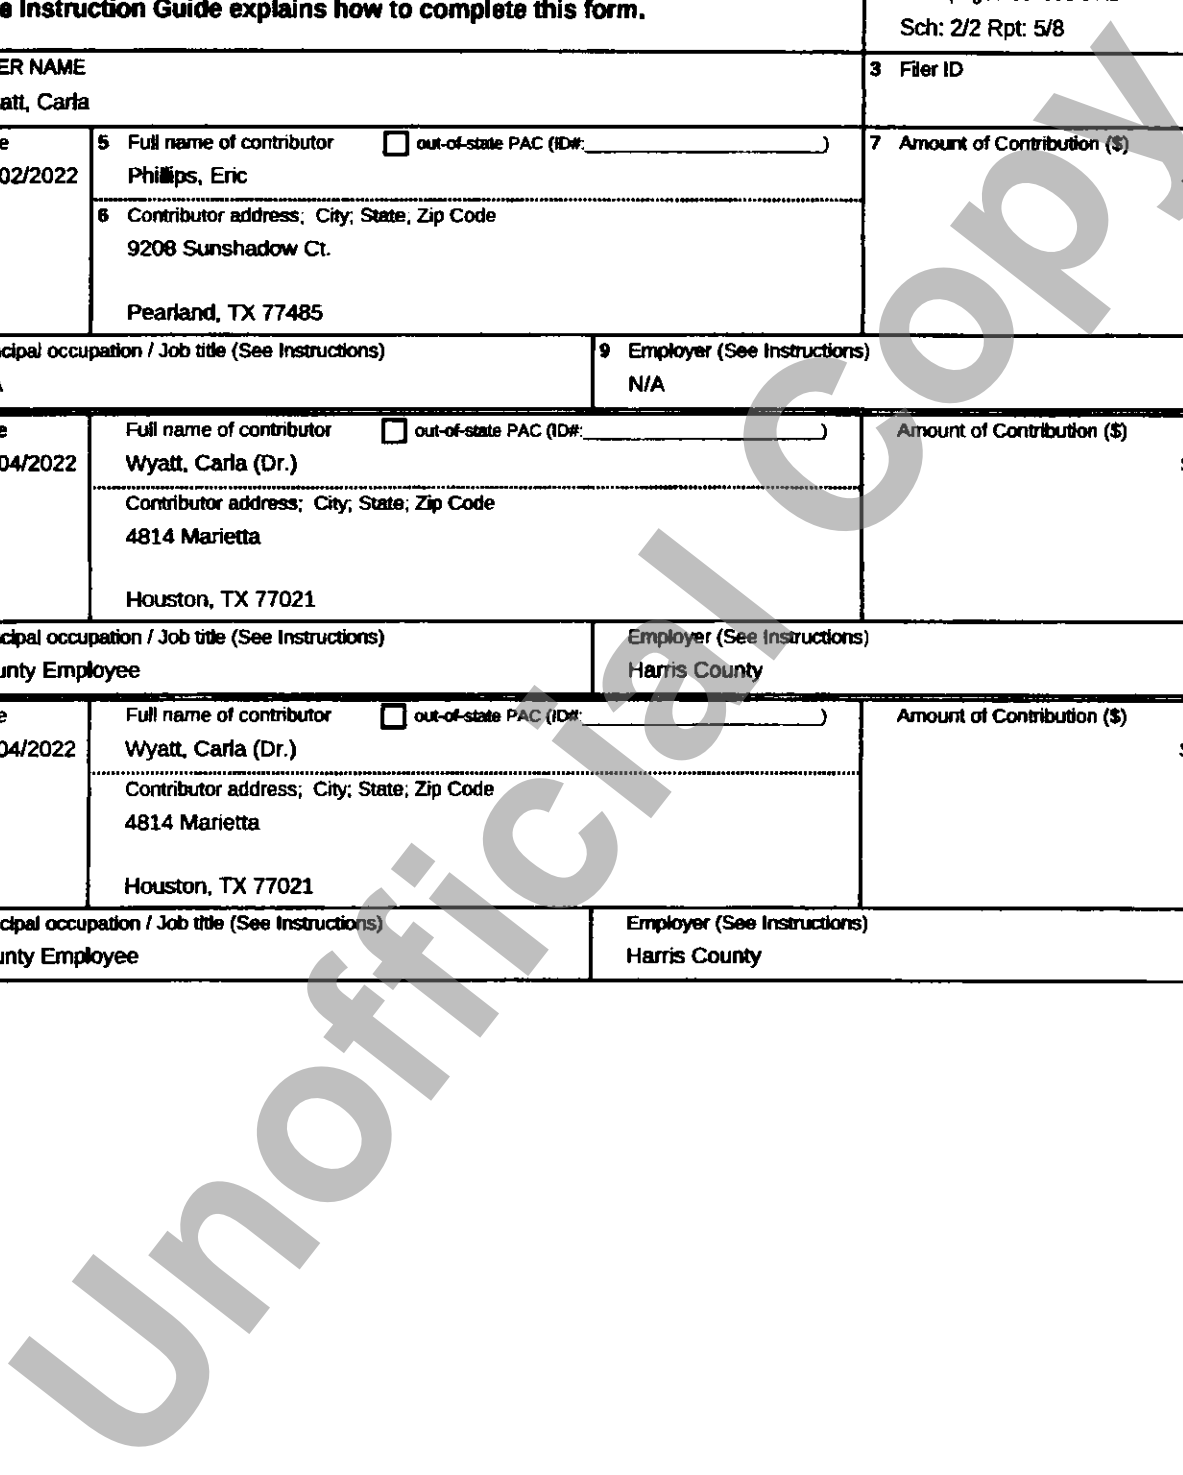 e Instruction Guide explains how to complete this form.
Sch: 2/2 Rpt: 5/8
ER NAME
3 Filer ID
att, Carla
e
5 Full name of contributor
out-of-state PAC (ID#:____________)
7 Amount of Contribution ($)
02/2022
Phillips, Eric
6 Contributor address; City; State; Zip Code
9208 Sunshadow Ct.
Pearland, TX 77485
cipal occupation / Job title (See Instructions)
9 Employer (See Instructions)
N/A
e
Full name of contributor
out-of-state PAC (ID#:____________)
Amount of Contribution ($)
04/2022
Wyatt, Carla (Dr.)
Contributor address; City; State; Zip Code
4814 Marietta
Houston, TX 77021
cipal occupation / Job title (See Instructions)
Employer (See Instructions)
unty Employee
Harris County
e
Full name of contributor
out-of-state PAC (ID#:____________)
Amount of Contribution ($)
04/2022
Wyatt, Carla (Dr.)
Contributor address; City; State; Zip Code
4814 Marietta
Houston, TX 77021
cipal occupation / Job title (See Instructions)
Employer (See Instructions)
unty Employee
Harris County
Unofficial Copy